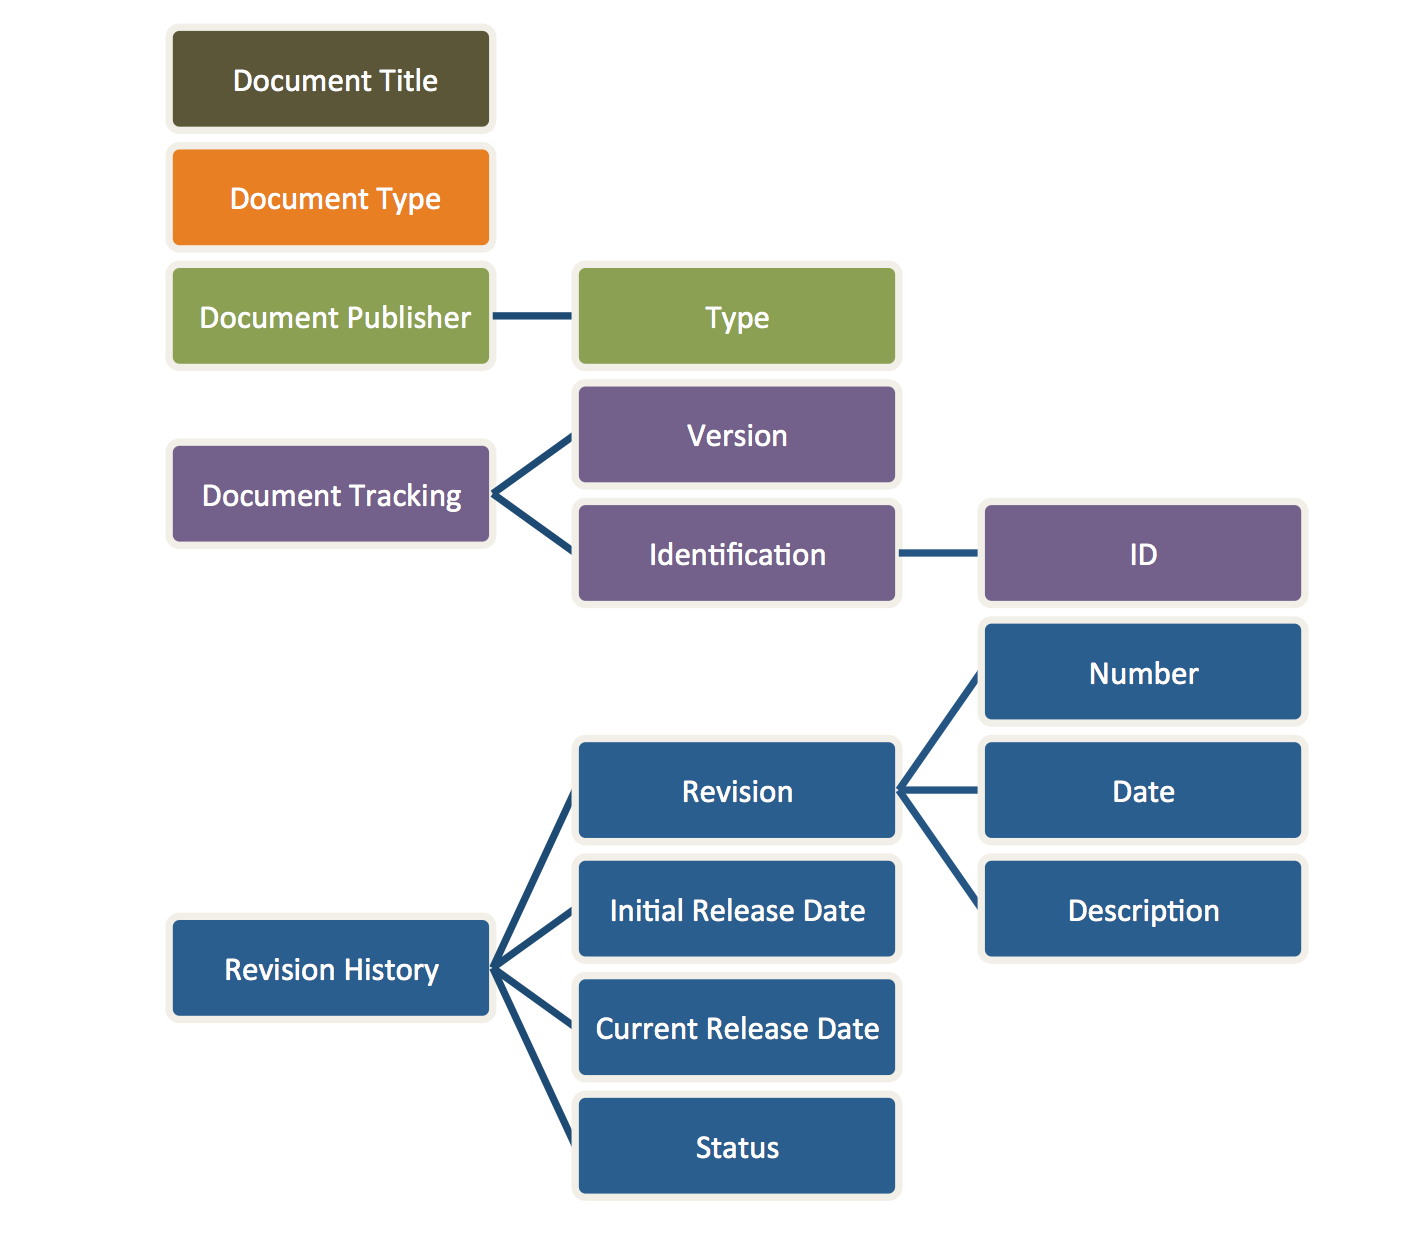 Document Title
Document Type
Document Publisher
Type
Document Tracking
Version
Identification
ID
Revision History
Revision
Number
Date
Description
Initial Release Date
Current Release Date
Status